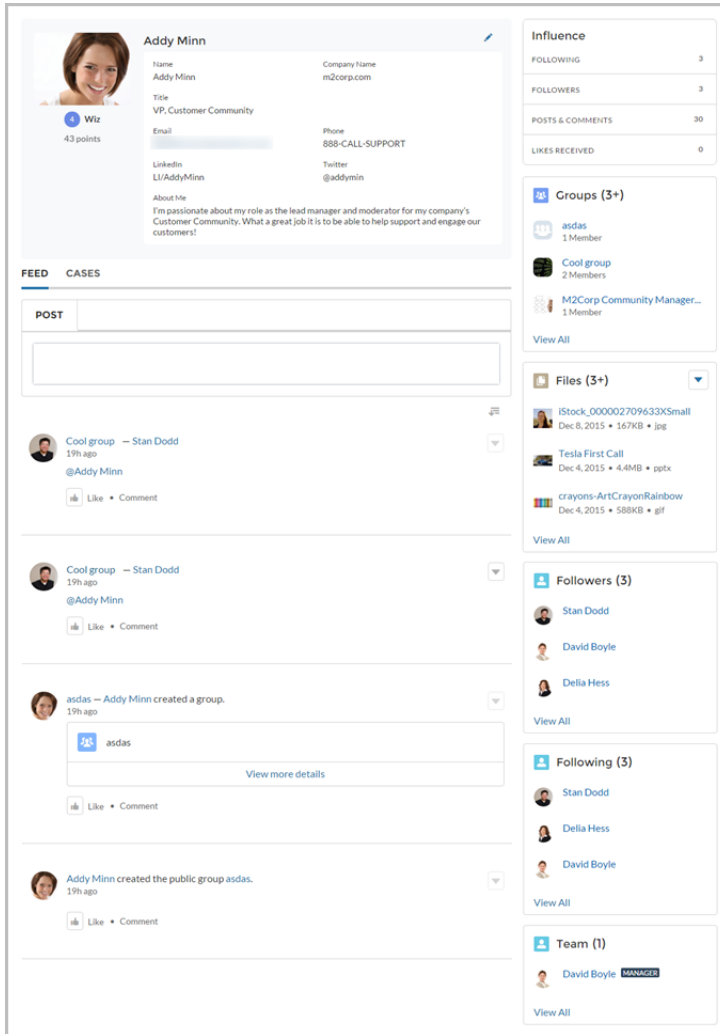 Addy Minn
Name
Addy Minn
Company Name
m2corp.com
Title
VP, Customer Community
Email
Phone
888-CALL-SUPPORT
LinkedIn
LI/AddyMinn
Twitter
@addymin
About Me
I'm passionate about my role as the lead manager and moderator for my company's
Customer Community. What a great job it is to be able to help support and engage our
customers!
4 Wiz
43 points
FEED CASES
POST
Cool group — Stan Dodd
19h ago
@Addy Minn
Like • Comment
Cool group — Stan Dodd
19h ago
@Addy Minn
Like • Comment
asdas — Addy Minn created a group.
19h ago
asdas
View more details
Like • Comment
Addy Minn created the public group asdas.
19h ago
Like • Comment
Influence
FOLLOWING 3
FOLLOWERS 3
POSTS & COMMENTS 30
LIKES RECEIVED 0
Groups (3+)
asdas
1 Member
Cool group
2 Members
M2Corp Community Manager...
1 Member
View All
Files (3+)
iStock_000002709633XSmall
Dec 8, 2015 • 167KB • jpg
Tesla First Call
Dec 4, 2015 • 4.4MB • pptx
crayons-ArtCrayonRainbow
Dec 4, 2015 • 588KB • gif
View All
Followers (3)
Stan Dodd
David Boyle
Delia Hess
View All
Following (3)
Stan Dodd
Delia Hess
David Boyle
View All
Team (1)
David Boyle MANAGER
View All